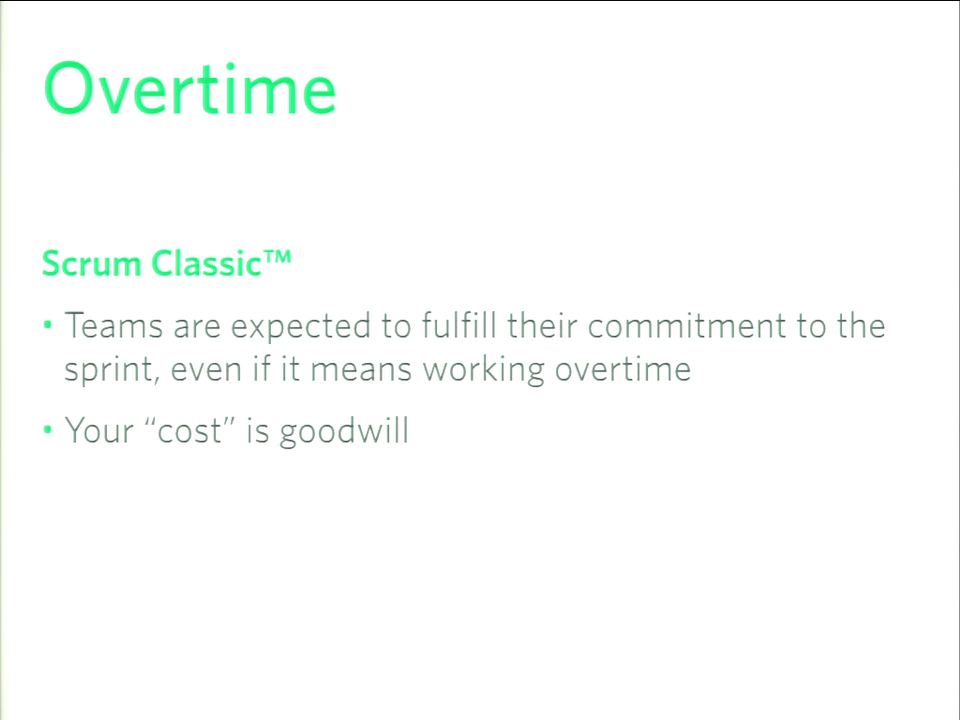 Overtime
Scrum Classic™
• Teams are expected to fulfill their commitment to the
sprint, even if it means working overtime
• Your “cost” is goodwill